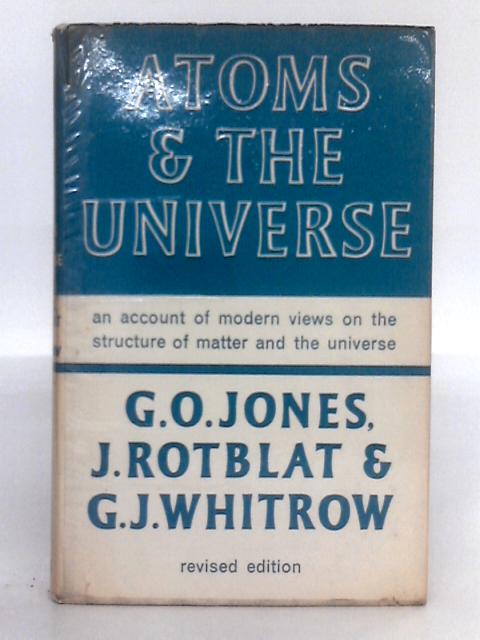 ATOMS
& THE
UNIVERSE
an account of modern views on the
structure of matter and the universe
G.O.JONES,
J.ROTBLAT &
G.J.WHITROW
revised edition